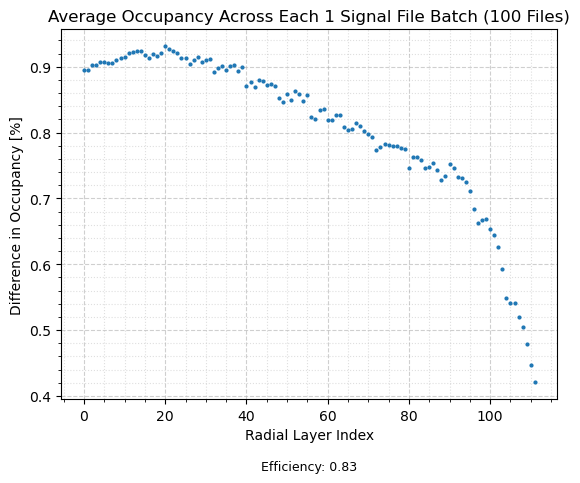 Average Occupancy Across Each 1 Signal File Batch (100 Files)
Difference in Occupancy [%]
0.9
0.8
0.7
0.6
0.5
0.4
0 20 40 60 80 100
Radial Layer Index
Efficiency: 0.83